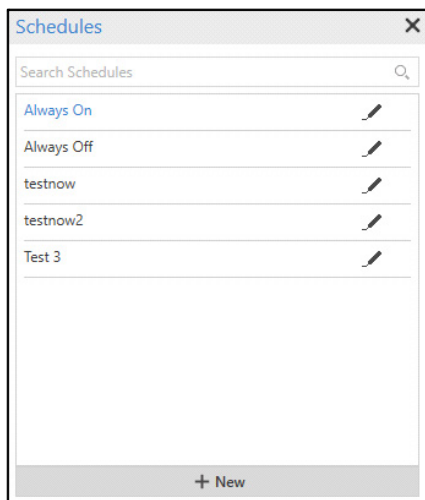 Schedules
Search Schedules
Always On
Always Off
testnow
testnow2
Test 3
+ New